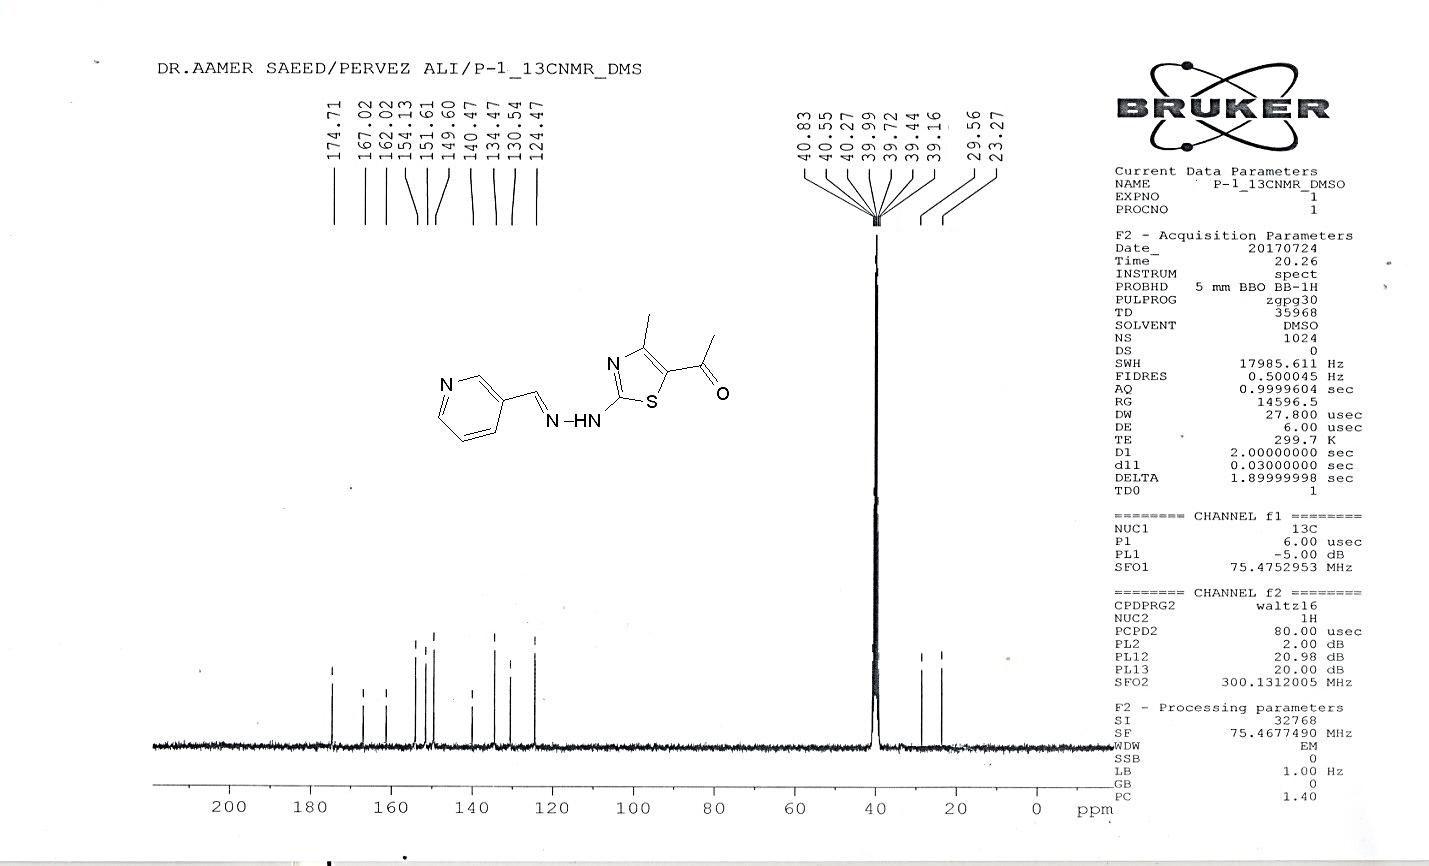 DR.AAMER SAEED/PERVEZ ALI/P-1_13CNMR_DMS
174.71
167.02
162.02
154.13
151.61
149.60
140.47
134.47
130.54
124.47
40.83
40.55
40.27
39.99
39.72
39.44
39.16
29.56
23.27
BRUKER
Current Data Parameters
NAME P-1_13CNMR_DMSO
EXPNO 1
PROCNO 1
F2 - Acquisition Parameters
Date_ 20170724
Time 20.26
INSTRUM spect
PROBHD 5 mm BBO BB-1H
PULPROG zgpg30
TD 35968
SOLVENT DMSO
NS 1024
DS 0
SWH 17985.611 Hz
FIDRES 0.500045 Hz
AQ 0.9999604 sec
RG 14596.5
DW 27.800 usec
DE 6.00 usec
TE 299.7 K
D1 2.00000000 sec
d11 0.03000000 sec
DELTA 1.89999998 sec
TD0 1
======== CHANNEL f1 ========
NUC1 13C
P1 6.00 usec
PL1 -5.00 dB
SFO1 75.4752953 MHz
======== CHANNEL f2 ========
CPDPRG2 waltz16
NUC2 1H
PCPD2 80.00 usec
PL2 2.00 dB
PL12 20.98 dB
PL13 20.00 dB
SFO2 300.1312005 MHz
F2 - Processing parameters
SI 32768
SF 75.4677490 MHz
WDW EM
SSB 0
LB 1.00 Hz
GB 0
PC 1.40
N
N
S
O
N
HN
200 180 160 140 120 100 80 60 40 20 0 ppm